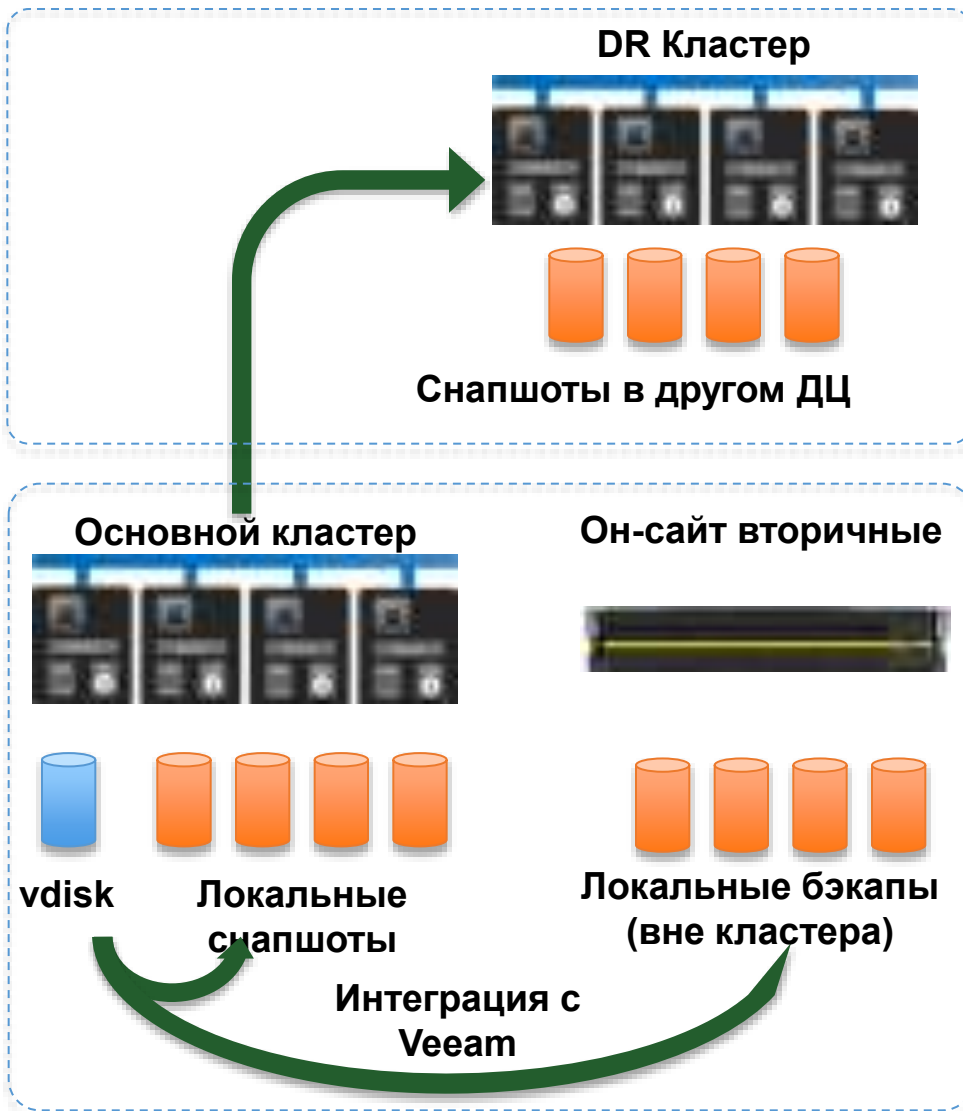 DR Кластер
Снапшоты в другом ДЦ
Основной кластер
Он-сайт вторичные
vdisk
Локальные
снапшоты
Локальные бэкапы
(вне кластера)
Интеграция с
Veeam